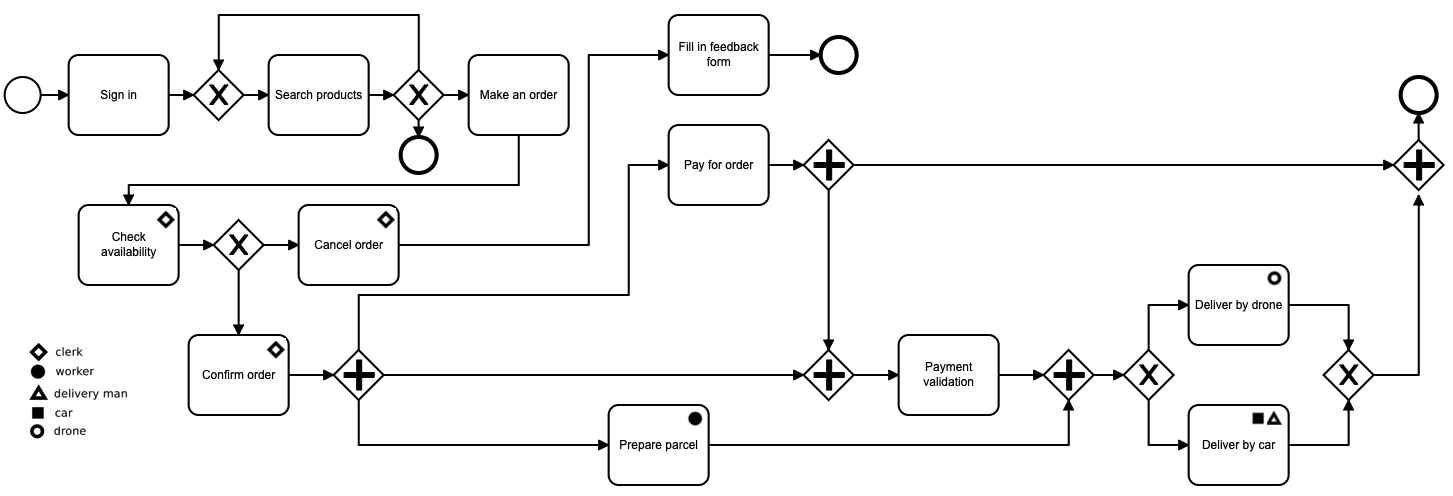 Fill in feedback
form
Sign in
Search products
Make an order
Pay for order
Check
availability
Cancel order
Deliver by drone
clerk
worker
delivery man
car
drone
Confirm order
Payment
validation
Prepare parcel
Deliver by car